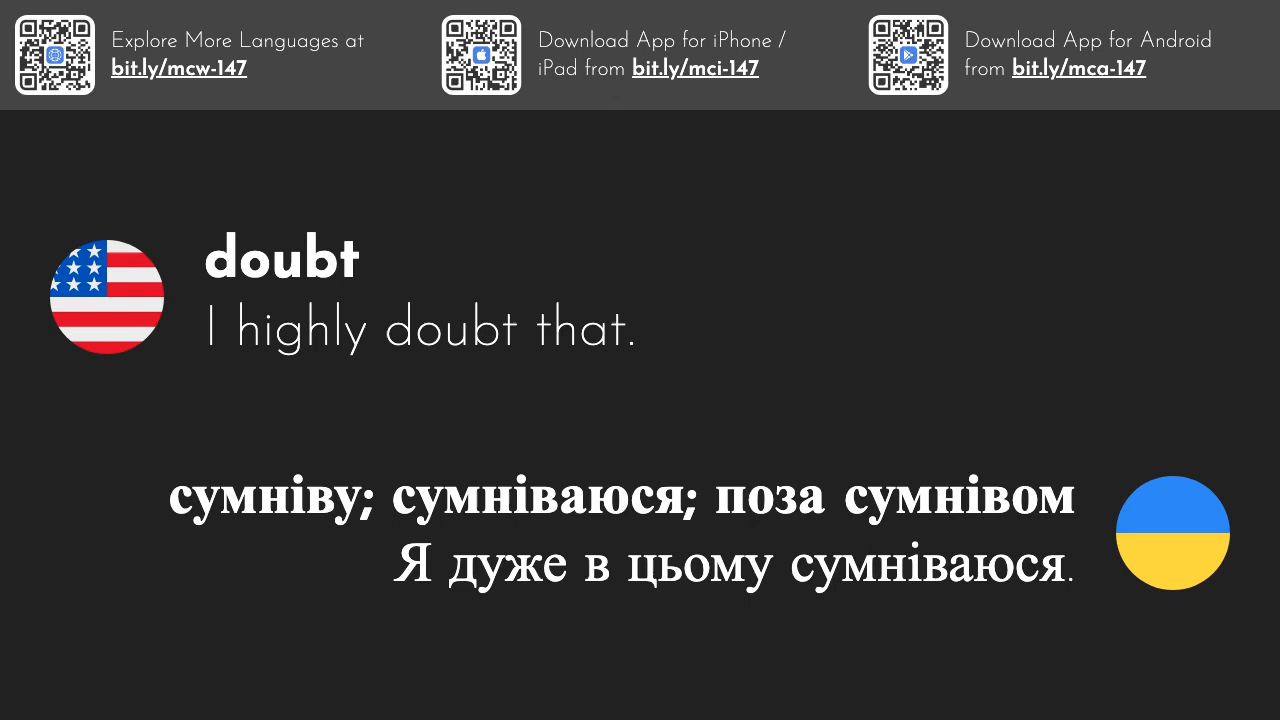 Explore More Languages at
bit.ly/mcw-147
Download App for iPhone /
iPad from bit.ly/mci-147
Download App for Android
from bit.ly/mca-147
doubt
I highly doubt that.
сумніву; сумніваюся; поза сумнівом
Я дуже в цьому сумніваюся.